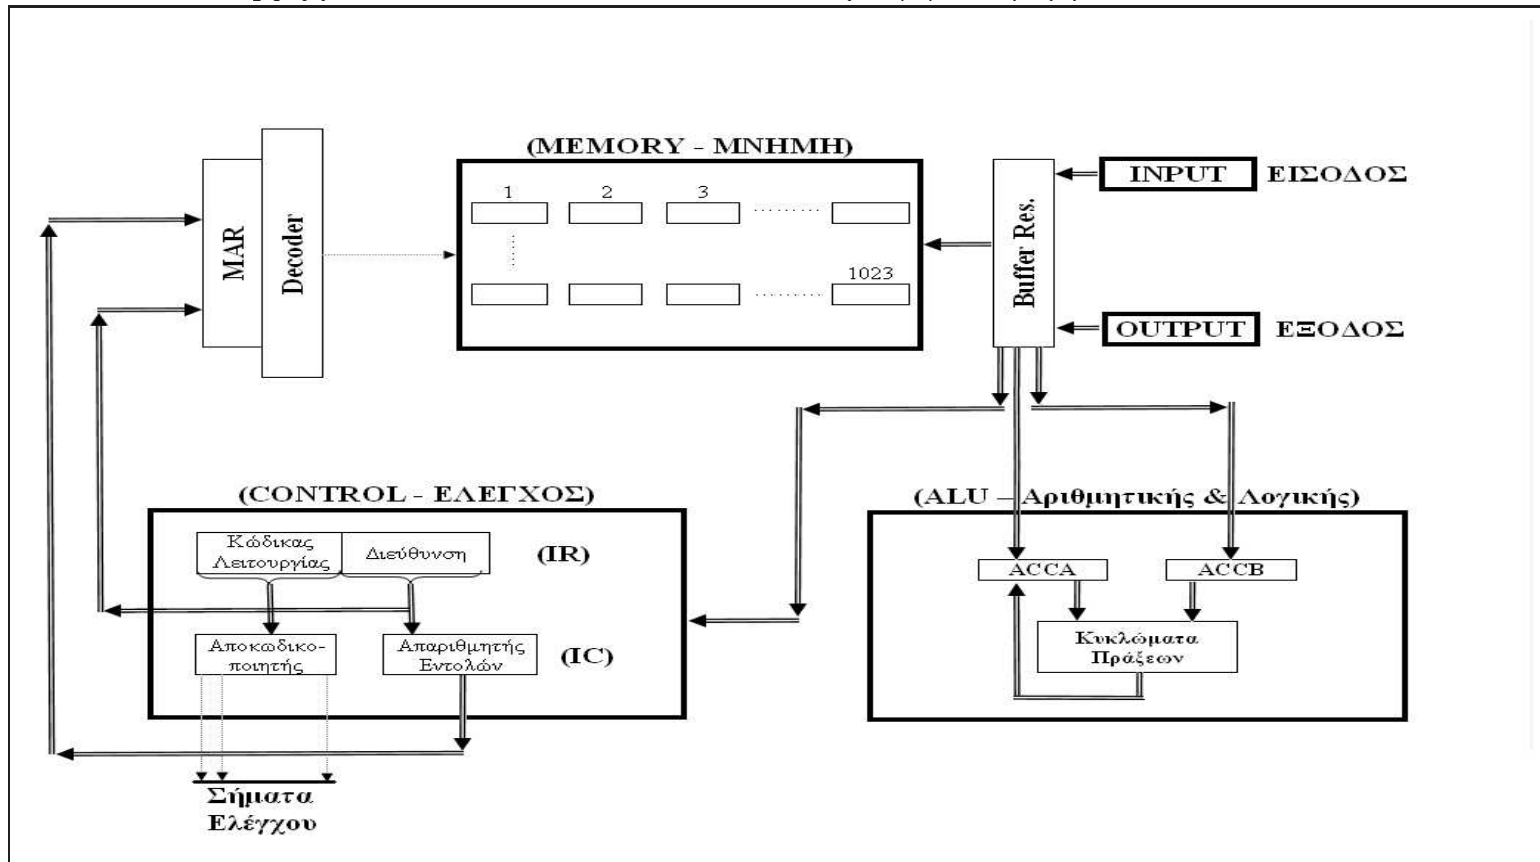 (MEMORY - ΜΝΗΜΗ)
1 2 3
1023
MAR
Decoder
Buffer Res.
INPUT ΕΙΣΟΔΟΣ
OUTPUT ΕΞΟΔΟΣ
(CONTROL - ΕΛΕΓΧΟΣ)
Κώδικας
Λειτουργίας
Διεύθυνση
(IR)
Αποκωδικο-
ποιητής
Απαριθμητής
Εντολών
(IC)
Σήματα
Ελέγχου
(ALU – Αριθμητικής & Λογικής)
ACCA
ACCB
Κυκλώματα
Πράξεων